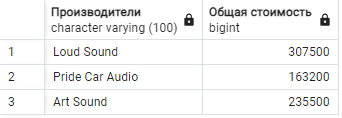 Производители Общая стоимость
character varying (100) bigint
1 Loud Sound 307500
2 Pride Car Audio 163200
3 Art Sound 235500